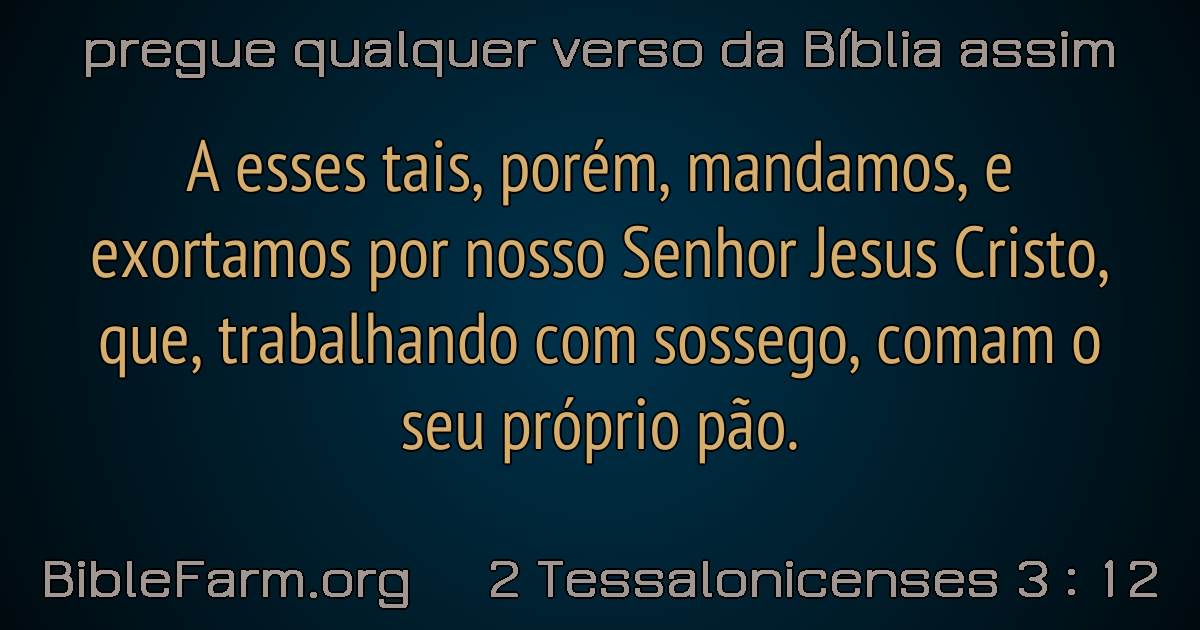 pregue qualquer verso da Bíblia assim
A esses tais, porém, mandamos, e
exortamos por nosso Senhor Jesus Cristo,
que, trabalhando com sossego, comam o
seu próprio pão.
BibleFarm.org 2 Tessalonicenses 3 : 12